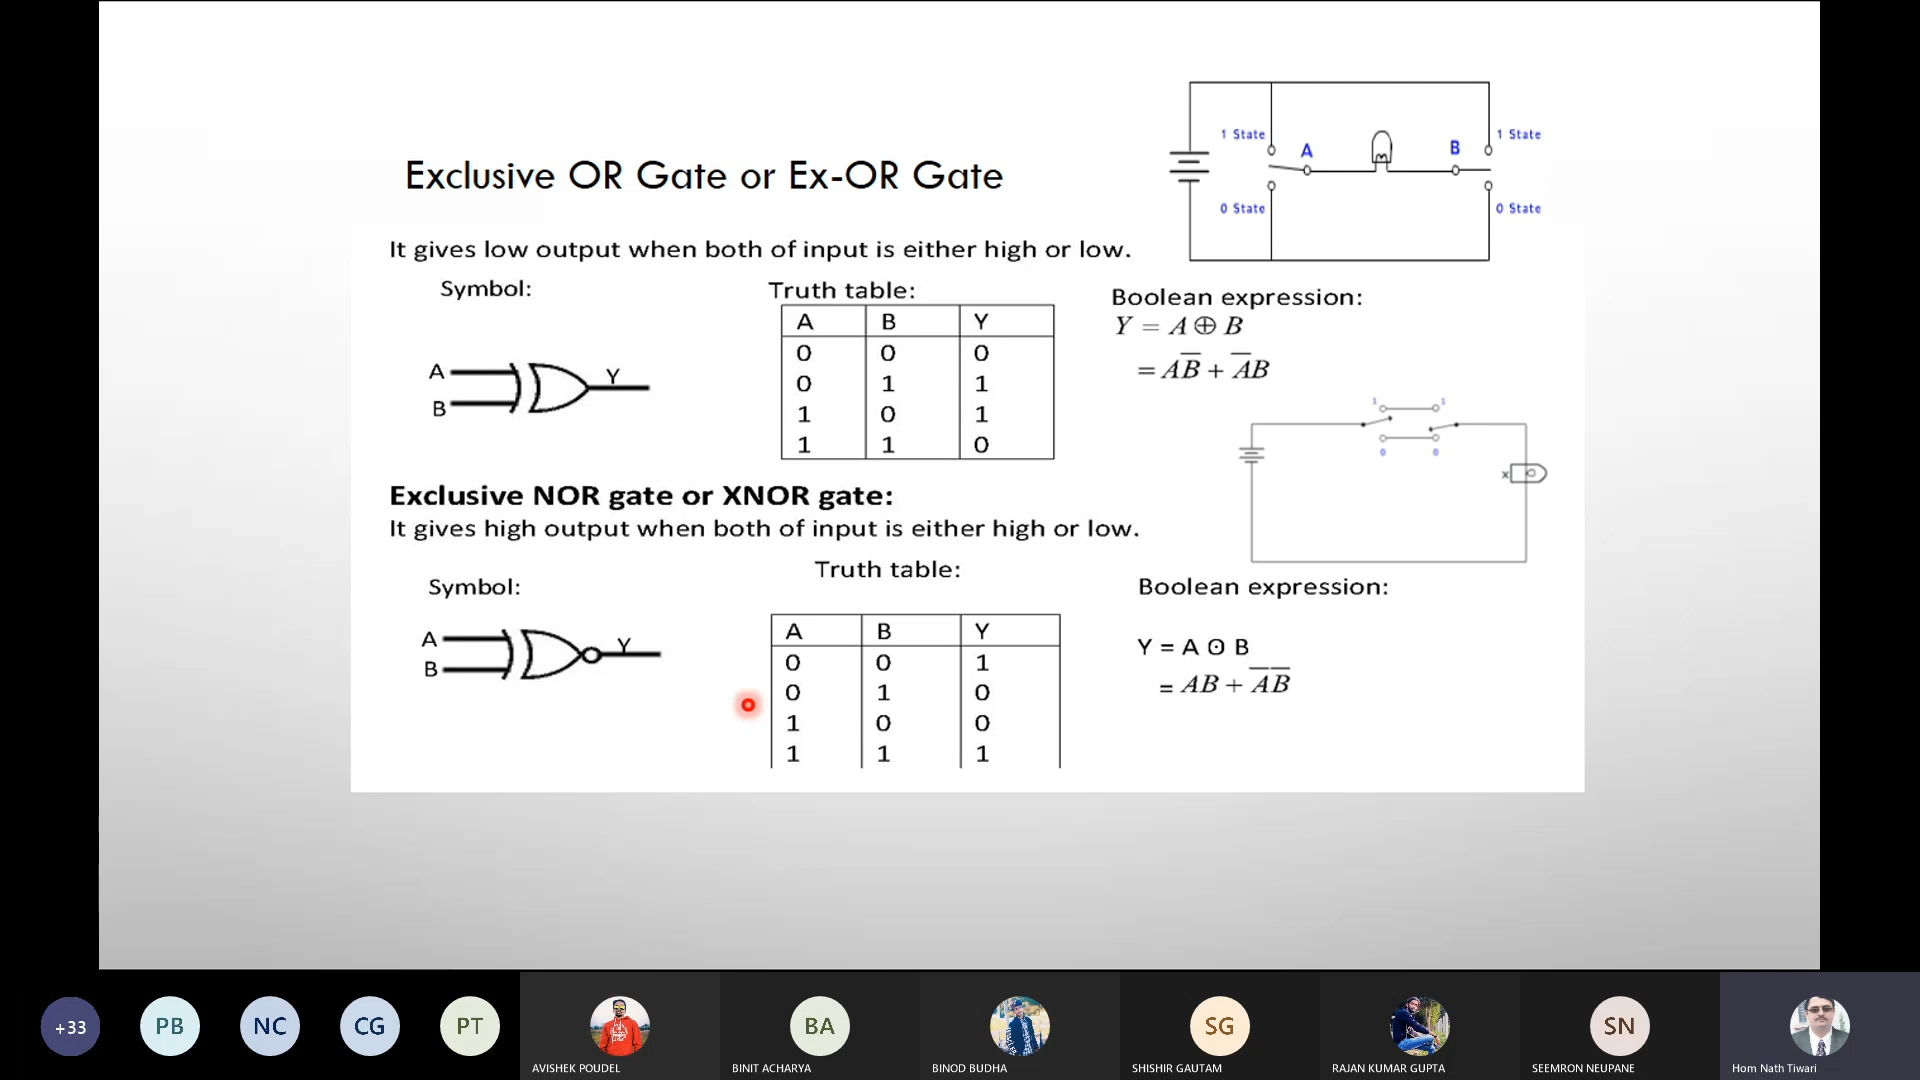 1 State
1 State
A
B
0 State
0 State
Exclusive OR Gate or Ex-OR Gate
It gives low output when both of input is either high or low.
Symbol:
Truth table:
Boolean expression:
A B Y
0 0 0
0 1 1
1 0 1
1 1 0
Y = A ⊕ B
= AB̅ + A̅B
A
B
Y
1 1
0 0
x
Exclusive NOR gate or XNOR gate:
It gives high output when both of input is either high or low.
Symbol:
Truth table:
Boolean expression:
A
B
Y
A B Y
0 0 1
0 1 0
1 0 0
1 1 1
Y = A ⊙ B
= AB + A̅B̅
+33
PB
NC
CG
PT
BA
SG
SN
AVISHEK POUDEL
BINIT ACHARYA
BINOD BUDHA
SHISHIR GAUTAM
RAJAN KUMAR GUPTA
SEEMRON NEUPANE
Hom Nath Tiwari